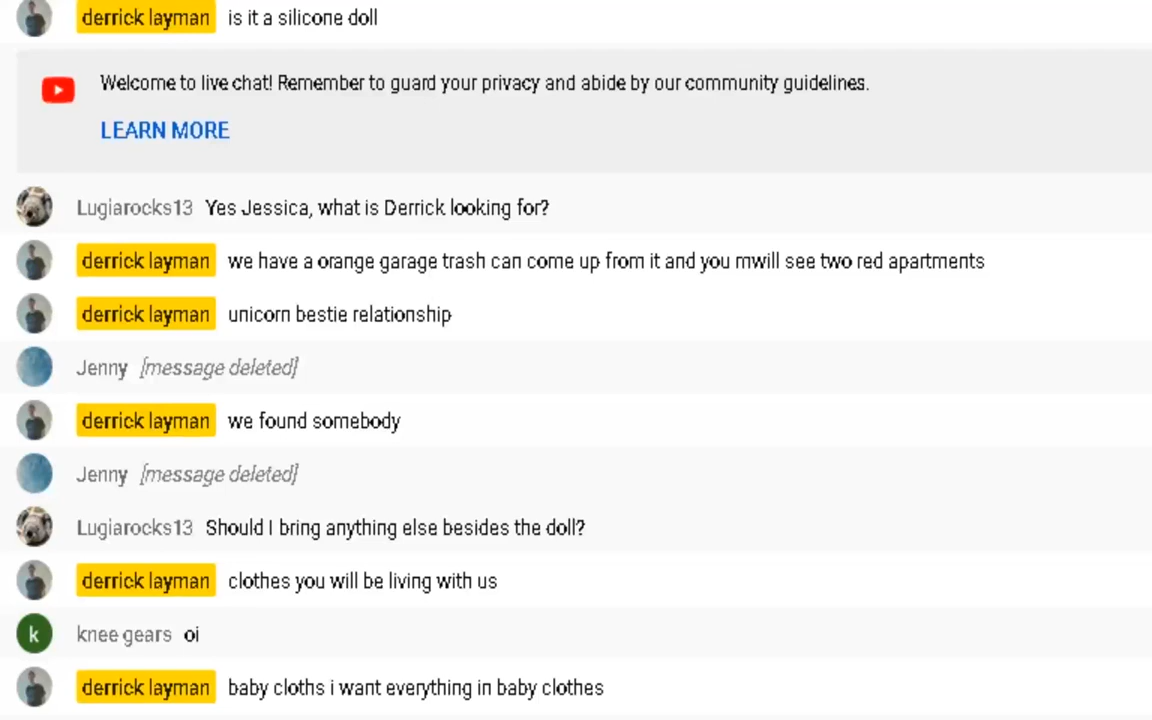 derrick layman is it a silicone doll
Welcome to live chat! Remember to guard your privacy and abide by our community guidelines.
LEARN MORE
Lugiarocks13 Yes Jessica, what is Derrick looking for?
derrick layman we have a orange garage trash can come up from it and you mwill see two red apartments
derrick layman unicorn bestie relationship
Jenny [message deleted]
derrick layman we found somebody
Jenny [message deleted]
Lugiarocks13 Should I bring anything else besides the doll?
derrick layman clothes you will be living with us
k knee gears oi
derrick layman baby cloths i want everything in baby clothes